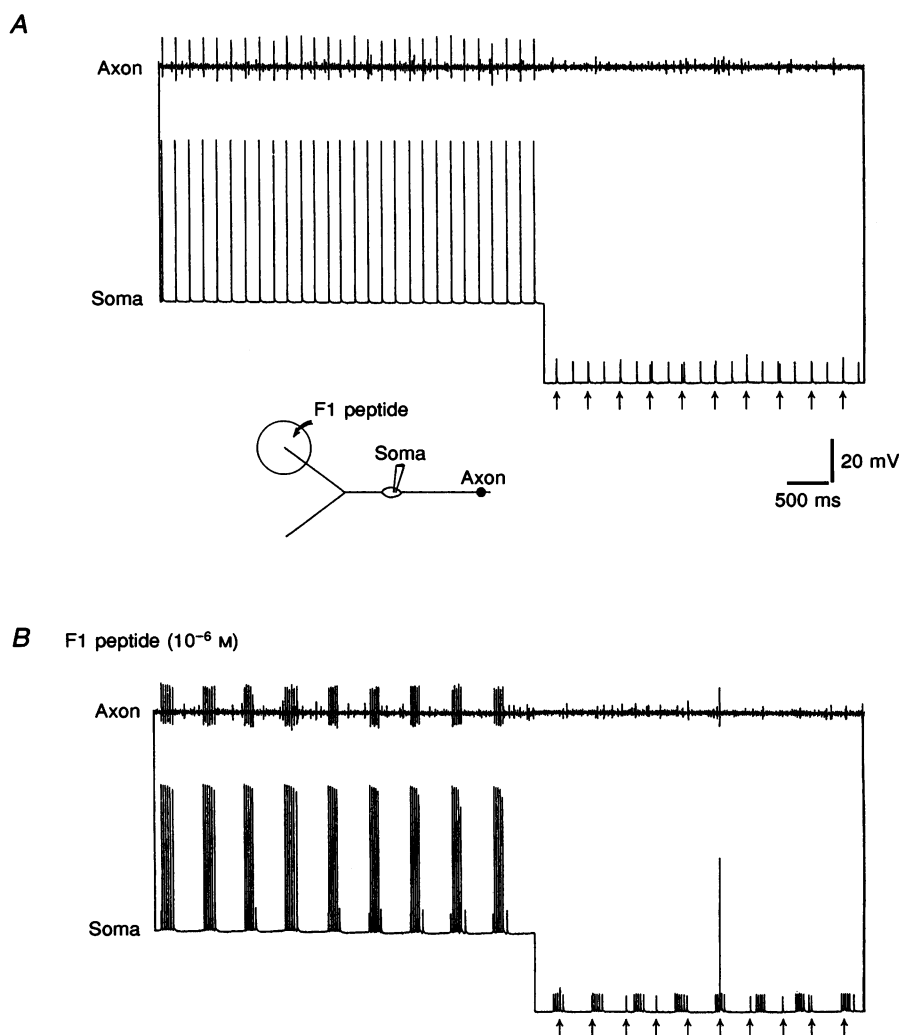 A
Axon
Soma
F1 peptide
Soma
Axon
20 mV
500 ms
B F1 peptide (10⁻⁶ M)
Axon
Soma